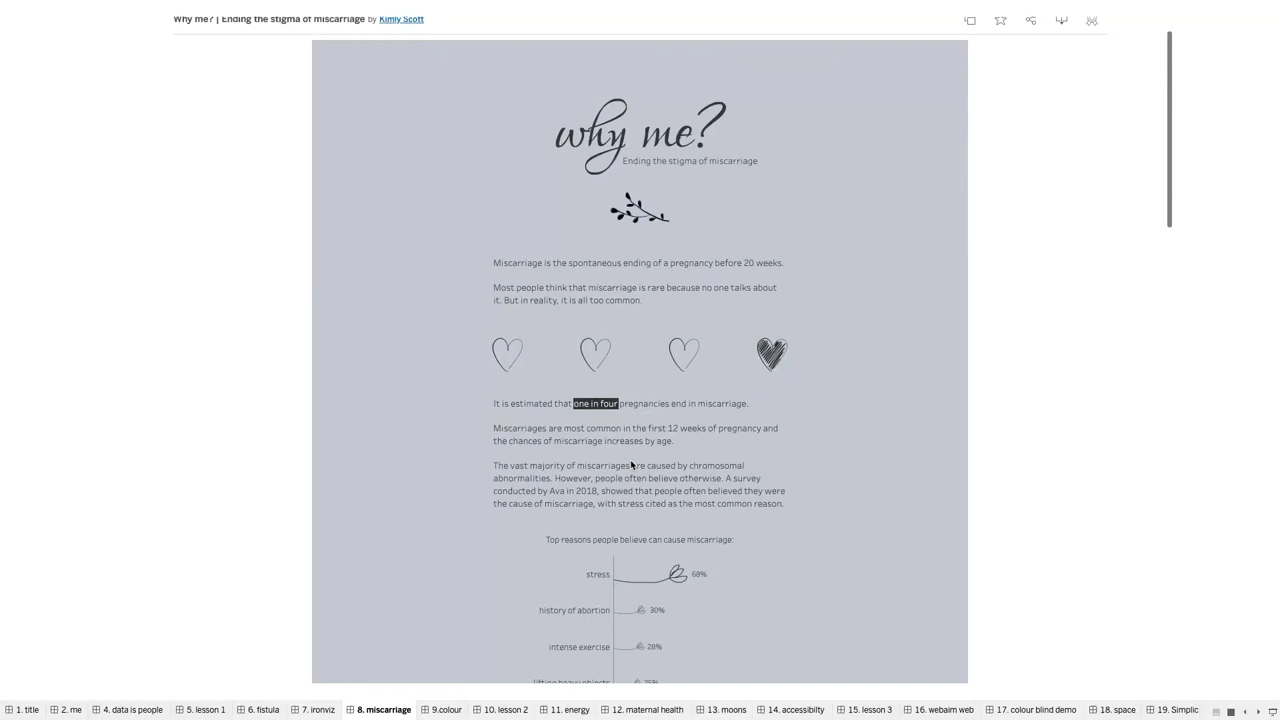 Why me? | Ending the stigma of miscarriage by Kimly Scott
why me?
Ending the stigma of miscarriage
Miscarriage is the spontaneous ending of a pregnancy before 20 weeks.
Most people think that miscarriage is rare because no one talks about
it. But in reality, it is all too common.
It is estimated that one in four pregnancies end in miscarriage.
Miscarriages are most common in the first 12 weeks of pregnancy and
the chances of miscarriage increases by age.
The vast majority of miscarriages are caused by chromosomal
abnormalities. However, people often believe otherwise. A survey
conducted by Ava in 2018, showed that people often believed they were
the cause of miscarriage, with stress cited as the most common reason.
Top reasons people believe can cause miscarriage:
stress 68%
history of abortion 30%
intense exercise 28%
lifting heavy objects 25%
1. title 2. me 4. data is people 5. lesson 1 6. fistula 7. ironviz 8. miscarriage 9.colour 10. lesson 2 11. energy 12. maternal health 13. moons 14. accessibilty 15. lesson 3 16. webaim web 17. colour blind demo 18. space 19. Simplic